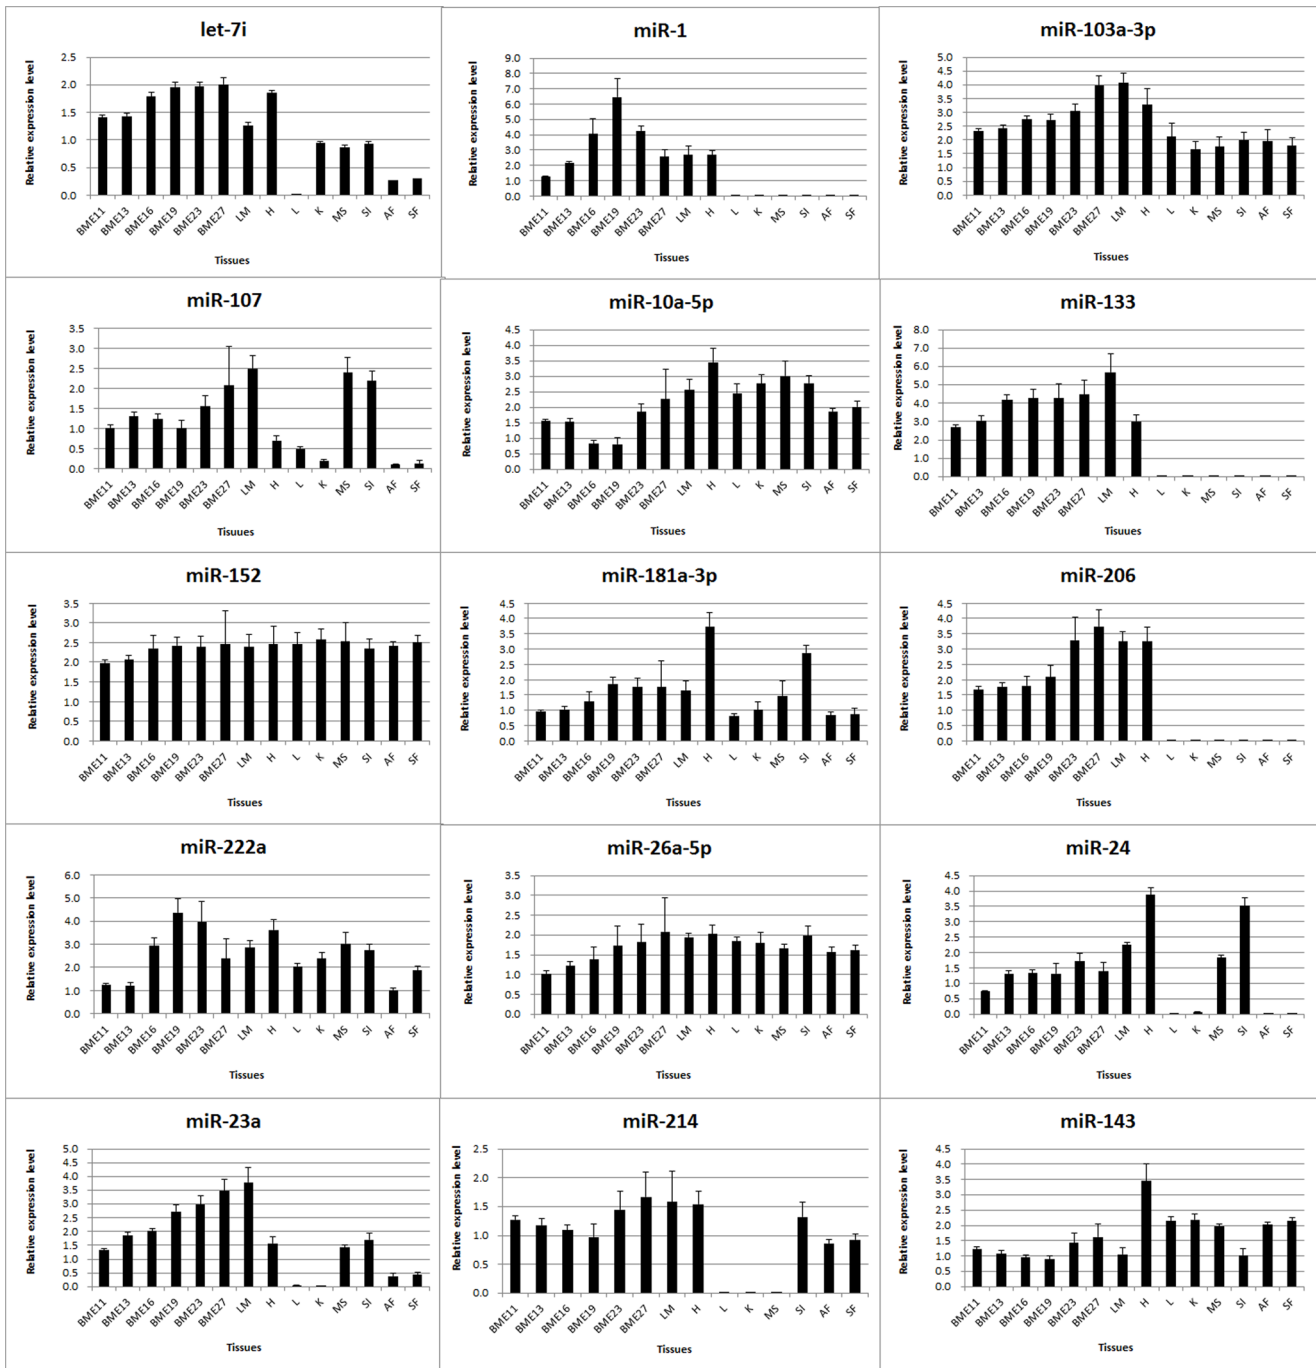 let-7i
Relative expression level
2.5
2.0
1.5
1.0
0.5
0.0
BME11 BME13 BME16 BME19 BME23 BME27 LM H L K MS SI AF SF
Tissues
miR-1
Relative expression level
9.0
8.0
7.0
6.0
5.0
4.0
3.0
2.0
1.0
0.0
BME11 BME13 BME16 BME19 BME23 BME27 LM H L K MS SI AF SF
Tissues
miR-103a-3p
Relative expression level
5.0
4.5
4.0
3.5
3.0
2.5
2.0
1.5
1.0
0.5
0.0
BME11 BME13 BME16 BME19 BME23 BME27 LM H L K MS SI AF SF
Tissues
miR-107
Relative expression level
3.5
3.0
2.5
2.0
1.5
1.0
0.5
0.0
BME11 BME13 BME16 BME19 BME23 BME27 LM H L K MS SI AF SF
Tisuues
miR-10a-5p
Relative expression level
4.5
4.0
3.5
3.0
2.5
2.0
1.5
1.0
0.5
0.0
BME11 BME13 BME16 BME19 BME23 BME27 LM H L K MS SI AF SF
Tissues
miR-133
Relative expression level
8.0
7.0
6.0
5.0
4.0
3.0
2.0
1.0
0.0
BME11 BME13 BME16 BME19 BME23 BME27 LM H L K MS SI AF SF
Tissues
miR-152
Relative expression level
3.5
3.0
2.5
2.0
1.5
1.0
0.5
0.0
BME11 BME13 BME16 BME19 BME23 BME27 LM H L K MS SI AF SF
Tissues
miR-181a-3p
Relative expression level
4.5
4.0
3.5
3.0
2.5
2.0
1.5
1.0
0.5
0.0
BME11 BME13 BME16 BME19 BME23 BME27 LM H L K MS SI AF SF
Tissues
miR-206
Relative expression level
4.5
4.0
3.5
3.0
2.5
2.0
1.5
1.0
0.5
0.0
BME11 BME13 BME16 BME19 BME23 BME27 LM H L K MS SI AF SF
Tissues
miR-222a
Relative expression level
6.0
5.0
4.0
3.0
2.0
1.0
0.0
BME11 BME13 BME16 BME19 BME23 BME27 LM H L K MS SI AF SF
Tissues
miR-26a-5p
Relative expression level
3.5
3.0
2.5
2.0
1.5
1.0
0.5
0.0
BME11 BME13 BME16 BME19 BME23 BME27 LM H L K MS SI AF SF
Tissues
miR-24
Relative expression level
4.5
4.0
3.5
3.0
2.5
2.0
1.5
1.0
0.5
0.0
BME11 BME13 BME16 BME19 BME23 BME27 LM H L K MS SI AF SF
Tissues
miR-23a
Relative expression level
5.0
4.5
4.0
3.5
3.0
2.5
2.0
1.5
1.0
0.5
0.0
BME11 BME13 BME16 BME19 BME23 BME27 LM H L K MS SI AF SF
Tissues
miR-214
Relative expression level
2.5
2.0
1.5
1.0
0.5
0.0
BME11 BME13 BME16 BME19 BME23 BME27 LM H L K MS SI AF SF
Tissues
miR-143
Relative expression level
4.5
4.0
3.5
3.0
2.5
2.0
1.5
1.0
0.5
0.0
BME11 BME13 BME16 BME19 BME23 BME27 LM H L K MS SI AF SF
Tissues